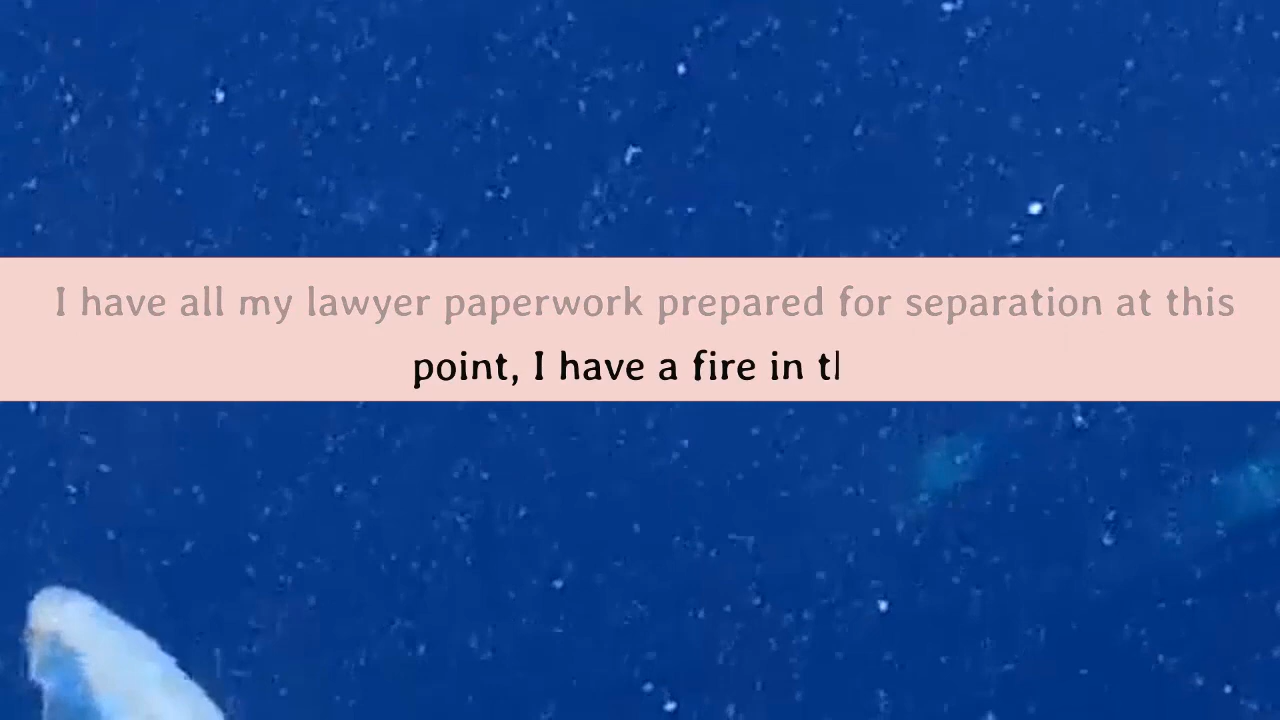 I have all my lawyer paperwork prepared for separation at this
point, I have a fire in